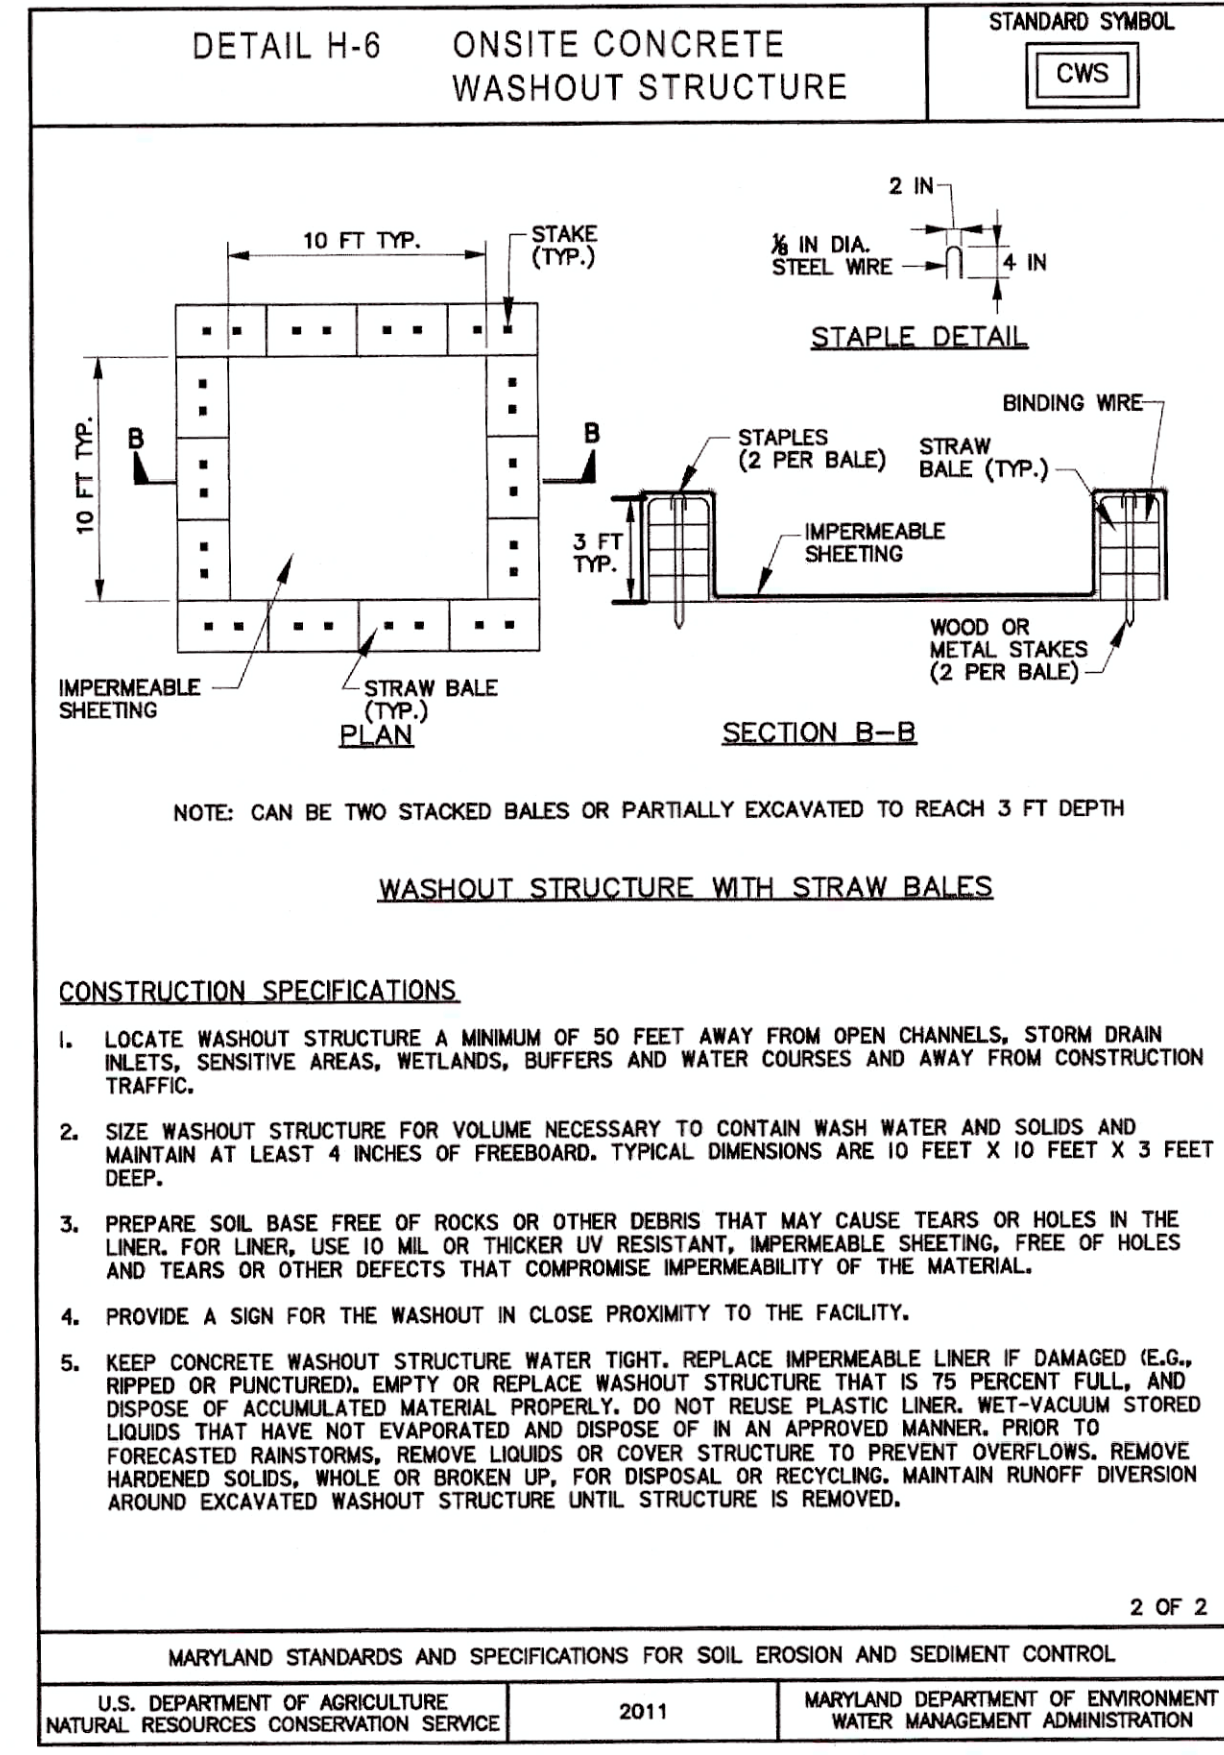 DETAIL H-6 ONSITE CONCRETE
WASHOUT STRUCTURE
STANDARD SYMBOL
CWS
10 FT TYP.
STAKE
(TYP.)
10 FT TYP.
B
B
IMPERMEABLE
SHEETING
STRAW BALE
(TYP.)
PLAN
2 IN
1/8 IN DIA.
STEEL WIRE
4 IN
STAPLE DETAIL
BINDING WIRE
STAPLES
(2 PER BALE)
STRAW
BALE (TYP.)
3 FT
TYP.
IMPERMEABLE
SHEETING
WOOD OR
METAL STAKES
(2 PER BALE)
SECTION B-B
NOTE: CAN BE TWO STACKED BALES OR PARTIALLY EXCAVATED TO REACH 3 FT DEPTH
WASHOUT STRUCTURE WITH STRAW BALES
CONSTRUCTION SPECIFICATIONS
1. LOCATE WASHOUT STRUCTURE A MINIMUM OF 50 FEET AWAY FROM OPEN CHANNELS, STORM DRAIN
INLETS, SENSITIVE AREAS, WETLANDS, BUFFERS AND WATER COURSES AND AWAY FROM CONSTRUCTION
TRAFFIC.
2. SIZE WASHOUT STRUCTURE FOR VOLUME NECESSARY TO CONTAIN WASH WATER AND SOLIDS AND
MAINTAIN AT LEAST 4 INCHES OF FREEBOARD. TYPICAL DIMENSIONS ARE 10 FEET X 10 FEET X 3 FEET
DEEP.
3. PREPARE SOIL BASE FREE OF ROCKS OR OTHER DEBRIS THAT MAY CAUSE TEARS OR HOLES IN THE
LINER. FOR LINER, USE 10 MIL OR THICKER UV RESISTANT, IMPERMEABLE SHEETING, FREE OF HOLES
AND TEARS OR OTHER DEFECTS THAT COMPROMISE IMPERMEABILITY OF THE MATERIAL.
4. PROVIDE A SIGN FOR THE WASHOUT IN CLOSE PROXIMITY TO THE FACILITY.
5. KEEP CONCRETE WASHOUT STRUCTURE WATER TIGHT. REPLACE IMPERMEABLE LINER IF DAMAGED (E.G.,
RIPPED OR PUNCTURED). EMPTY OR REPLACE WASHOUT STRUCTURE THAT IS 75 PERCENT FULL, AND
DISPOSE OF ACCUMULATED MATERIAL PROPERLY. DO NOT REUSE PLASTIC LINER. WET-VACUUM STORED
LIQUIDS THAT HAVE NOT EVAPORATED AND DISPOSE OF IN AN APPROVED MANNER. PRIOR TO
FORECASTED RAINSTORMS, REMOVE LIQUIDS OR COVER STRUCTURE TO PREVENT OVERFLOWS. REMOVE
HARDENED SOLIDS, WHOLE OR BROKEN UP, FOR DISPOSAL OR RECYCLING. MAINTAIN RUNOFF DIVERSION
AROUND EXCAVATED WASHOUT STRUCTURE UNTIL STRUCTURE IS REMOVED.
2 OF 2
MARYLAND STANDARDS AND SPECIFICATIONS FOR SOIL EROSION AND SEDIMENT CONTROL
U.S. DEPARTMENT OF AGRICULTURE
NATURAL RESOURCES CONSERVATION SERVICE
2011
MARYLAND DEPARTMENT OF ENVIRONMENT
WATER MANAGEMENT ADMINISTRATION